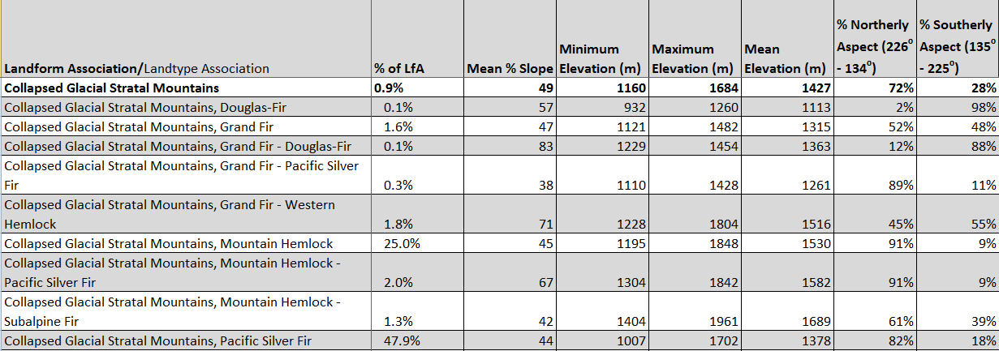 Landform Association/Landtype Association % of LfA Mean % Slope Minimum Elevation (m) Maximum Elevation (m) Mean Elevation (m) % Northerly Aspect (226° - 134°) % Southerly Aspect (135° - 225°)
Collapsed Glacial Stratal Mountains 0.9% 49 1160 1684 1427 72% 28%
Collapsed Glacial Stratal Mountains, Douglas-Fir 0.1% 57 932 1260 1113 2% 98%
Collapsed Glacial Stratal Mountains, Grand Fir 1.6% 47 1121 1482 1315 52% 48%
Collapsed Glacial Stratal Mountains, Grand Fir - Douglas-Fir 0.1% 83 1229 1454 1363 12% 88%
Collapsed Glacial Stratal Mountains, Grand Fir - Pacific Silver
Fir 0.3% 38 1110 1428 1261 89% 11%
Collapsed Glacial Stratal Mountains, Grand Fir - Western
Hemlock 1.8% 71 1228 1804 1516 45% 55%
Collapsed Glacial Stratal Mountains, Mountain Hemlock 25.0% 45 1195 1848 1530 91% 9%
Collapsed Glacial Stratal Mountains, Mountain Hemlock -
Pacific Silver Fir 2.0% 67 1304 1842 1582 91% 9%
Collapsed Glacial Stratal Mountains, Mountain Hemlock -
Subalpine Fir 1.3% 42 1404 1961 1689 61% 39%
Collapsed Glacial Stratal Mountains, Pacific Silver Fir 47.9% 44 1007 1702 1378 82% 18%